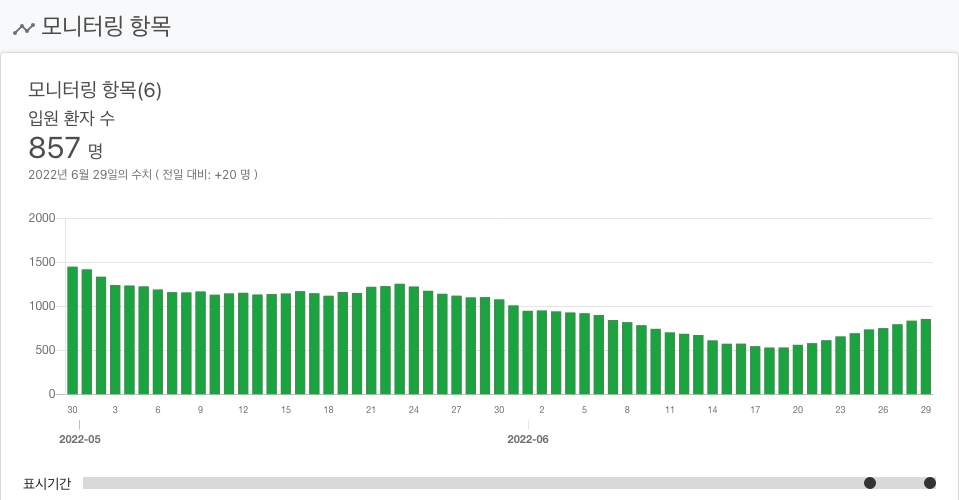 모니터링 항목
모니터링 항목(6)
입원 환자 수
857 명
2022년 6월 29일의 수치 ( 전일 대비: +20 명 )
2000
1500
1000
500
0
30 3 6 9 12 15 18 21 24 27 30 2 5 8 11 14 17 20 23 26 29
2022-05 2022-06
표시기간